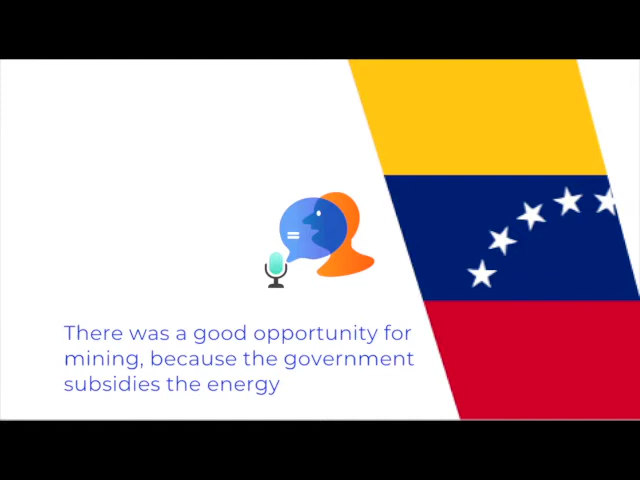 There was a good opportunity for
mining, because the government
subsidies the energy